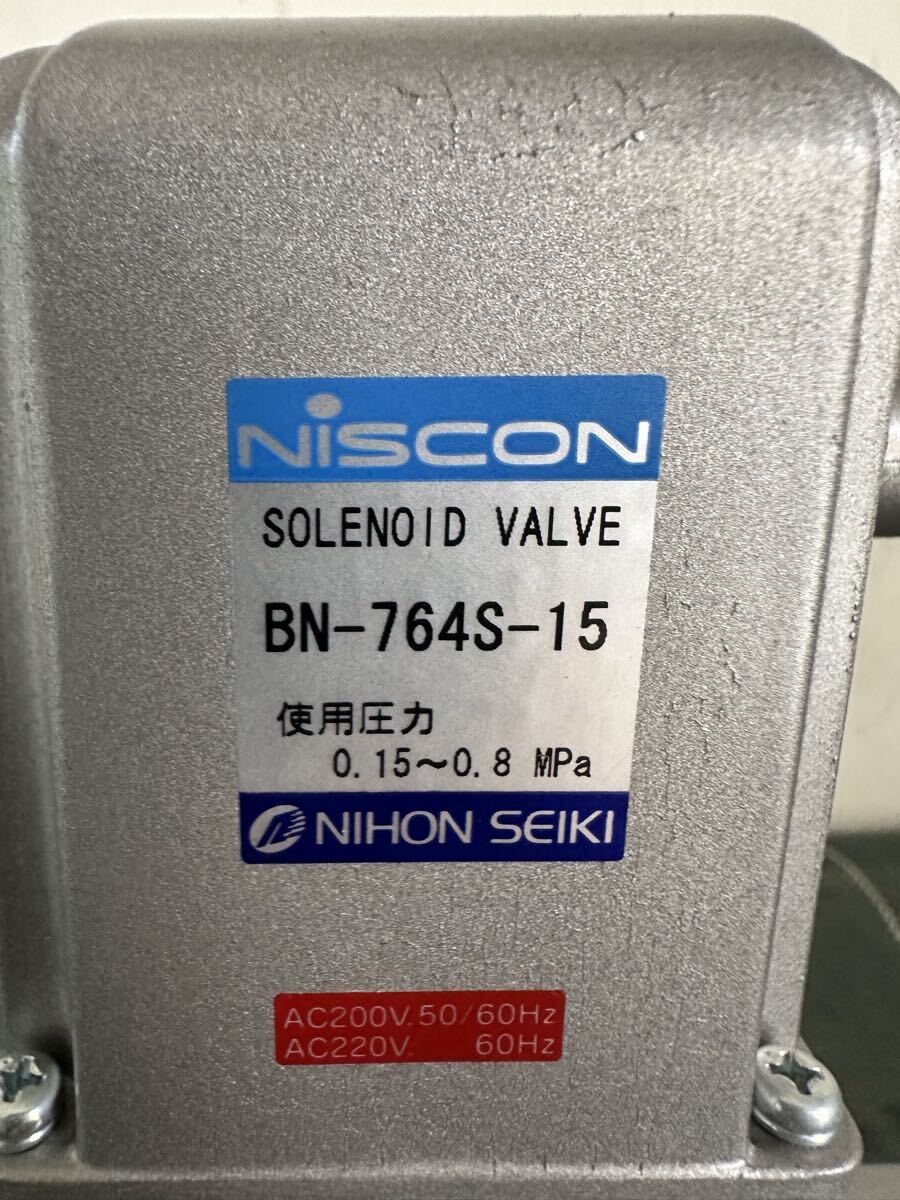 NiSCON
SOLENOID VALVE
BN-764S-15
使用圧力
0.15～0.8 MPa
NIHON SEIKI
AC200V.50/60Hz
AC220V. 60Hz